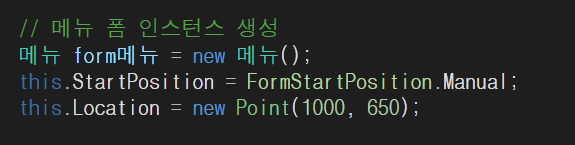 // 메뉴 폼 인스턴스 생성
메뉴 form메뉴 = new 메뉴();
this.StartPosition = FormStartPosition.Manual;
this.Location = new Point(1000, 650);